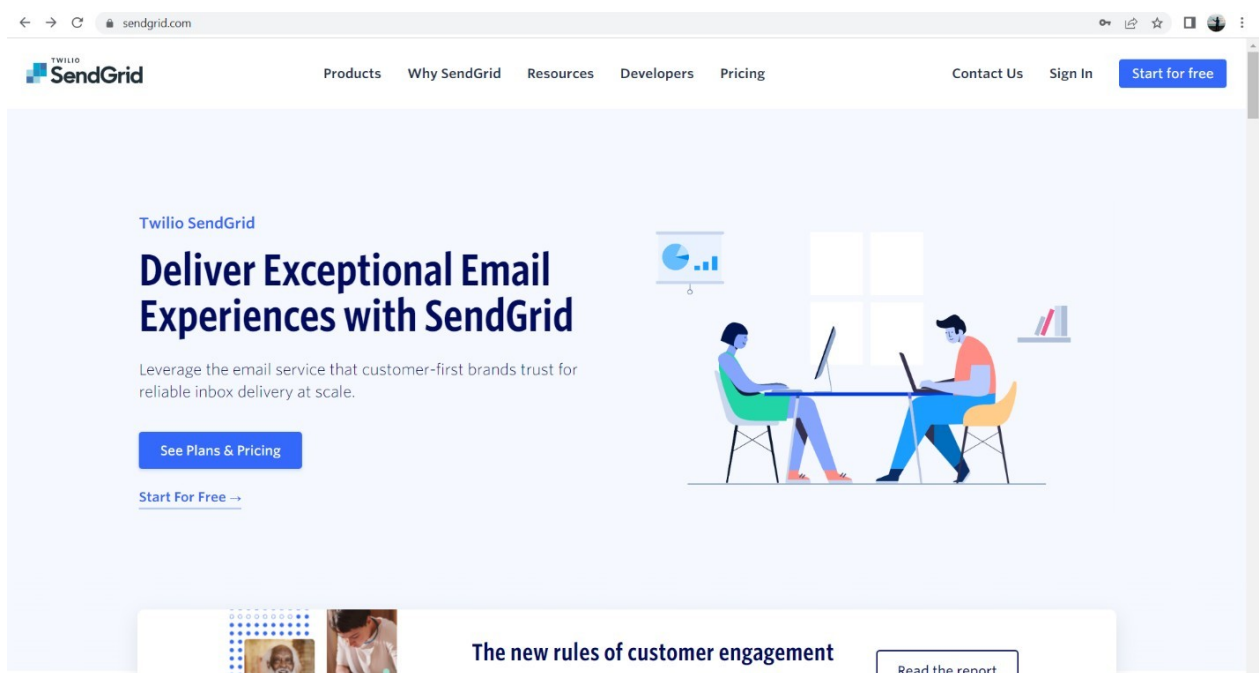 sendgrid.com
TWILIO
SendGrid
Products Why SendGrid Resources Developers Pricing Contact Us Sign In Start for free
Twilio SendGrid
Deliver Exceptional Email
Experiences with SendGrid
Leverage the email service that customer-first brands trust for
reliable inbox delivery at scale.
See Plans & Pricing
Start For Free →
The new rules of customer engagement
Read the report